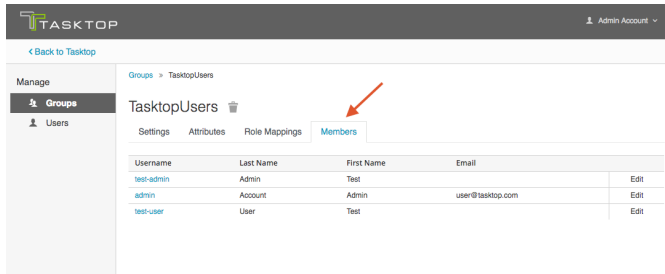 TASKTOP
Admin Account
< Back to Tasktop
Manage
Groups
Users
Groups » TasktopUsers
TasktopUsers
Settings Attributes Role Mappings Members
Username Last Name First Name Email
test-admin Admin Test Edit
admin Account Admin user@tasktop.com Edit
test-user User Test Edit